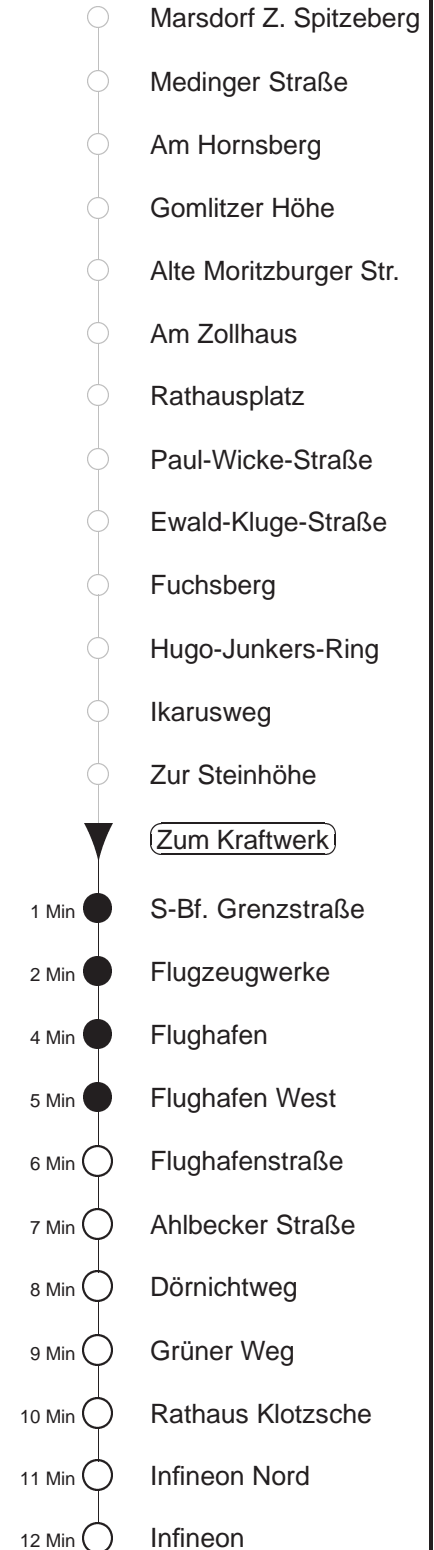 Marsdorf Z. Spitzeberg
Medinger Straße
Am Hornsberg
Gomlitzer Höhe
Alte Moritzburger Str.
Am Zollhaus
Rathausplatz
Paul-Wicke-Straße
Ewald-Kluge-Straße
Fuchsberg
Hugo-Junkers-Ring
Ikarusweg
Zur Steinhöhe
Zum Kraftwerk
1 Min S-Bf. Grenzstraße
2 Min Flugzeugwerke
4 Min Flughafen
5 Min Flughafen West
6 Min Flughafenstraße
7 Min Ahlbecker Straße
8 Min Dörnichtweg
9 Min Grüner Weg
10 Min Rathaus Klotzsche
11 Min Infineon Nord
12 Min Infineon